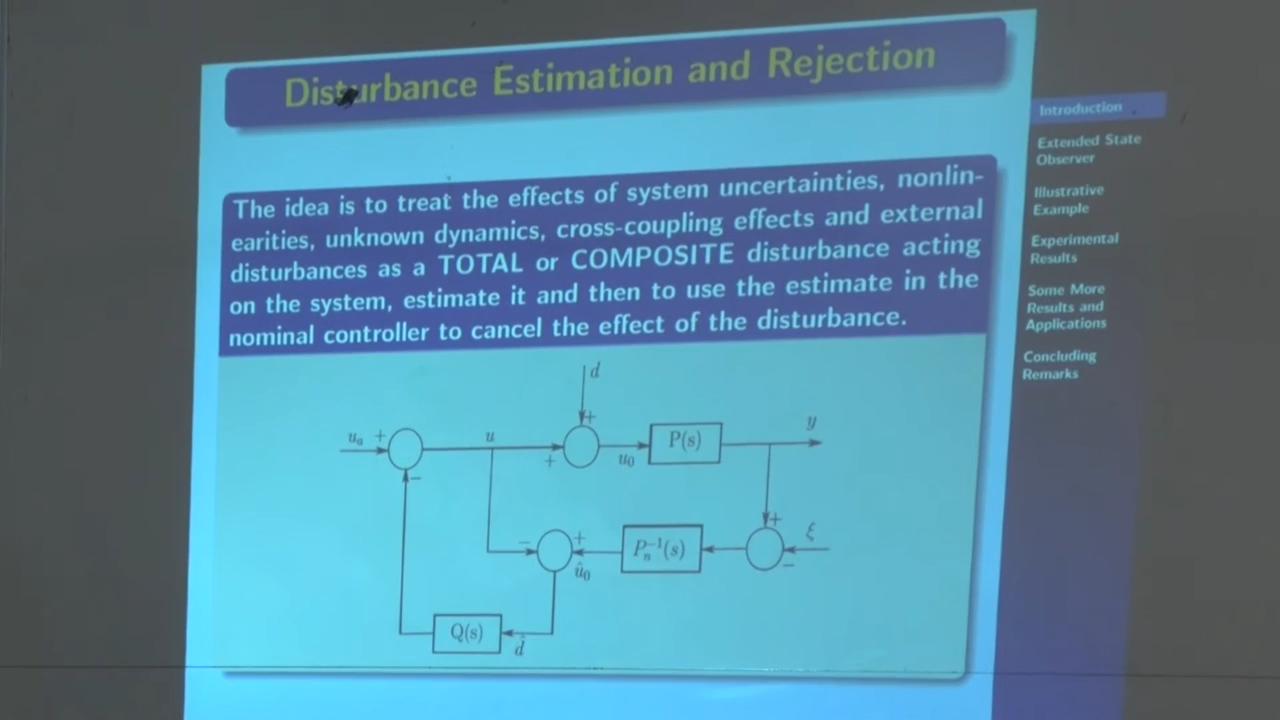 Disturbance Estimation and Rejection
The idea is to treat the effects of system uncertainties, nonlin-
earities, unknown dynamics, cross-coupling effects and external
disturbances as a TOTAL or COMPOSITE disturbance acting
on the system, estimate it and then to use the estimate in the
nominal controller to cancel the effect of the disturbance.
d
uₐ + u + + u₀ P(s) y
−
− + û₀ Pₙ⁻¹(s) + − ξ
Q(s) d̂
Introduction
Extended State
Observer
Illustrative
Example
Experimental
Results
Some More
Results and
Applications
Concluding
Remarks